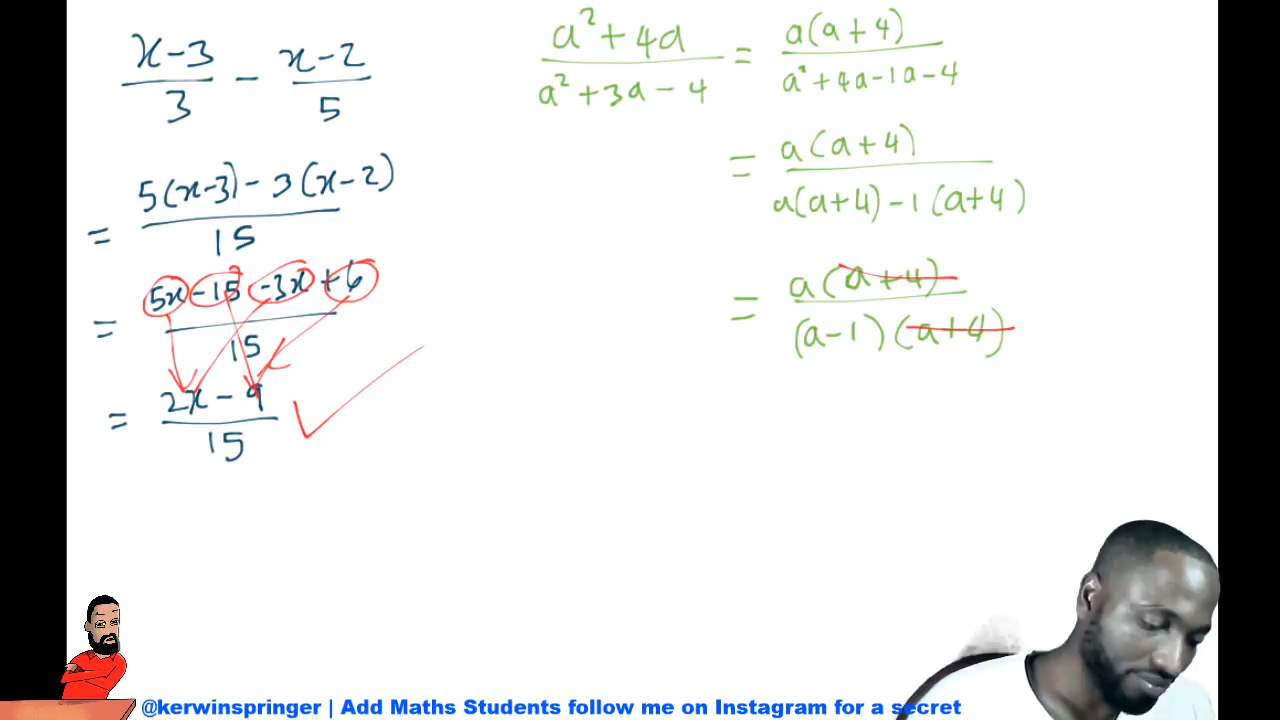 x-3/3 - x-2/5
= 5(x-3) - 3(x-2)/15
= 5x - 15 - 3x + 6/15
= 2x - 9/15
a² + 4a/a² + 3a - 4 = a(a+4)/a² + 4a - 1a - 4
= a(a+4)/a(a+4) - 1(a+4)
= a(a+4)/(a-1)(a+4)
@kerwinspringer | Add Maths Students follow me on Instagram for a secret